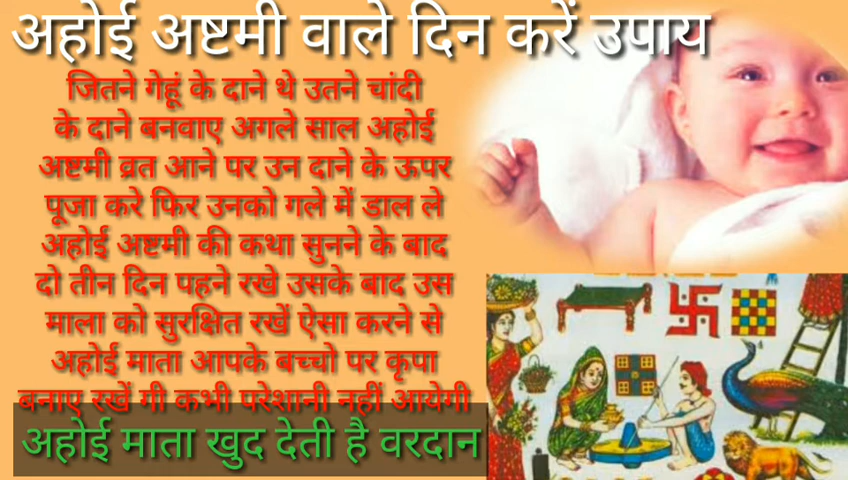 अहोई अष्टमी वाले दिन करें उपाय
जितने गेहूं के दाने थे उतने चांदी
के दाने बनवाए अगले साल अहोई
अष्टमी व्रत आने पर उन दाने के ऊपर
पूजा करे फिर उनको गले में डाल ले
अहोई अष्टमी की कथा सुनने के बाद
दो तीन दिन पहने रखे उसके बाद उस
माला को सुरक्षित रखें ऐसा करने से
अहोई माता आपके बच्चो पर कृपा
बनाए रखें गी कभी परेशानी नहीं आयेगी
अहोई माता खुद देती है वरदान